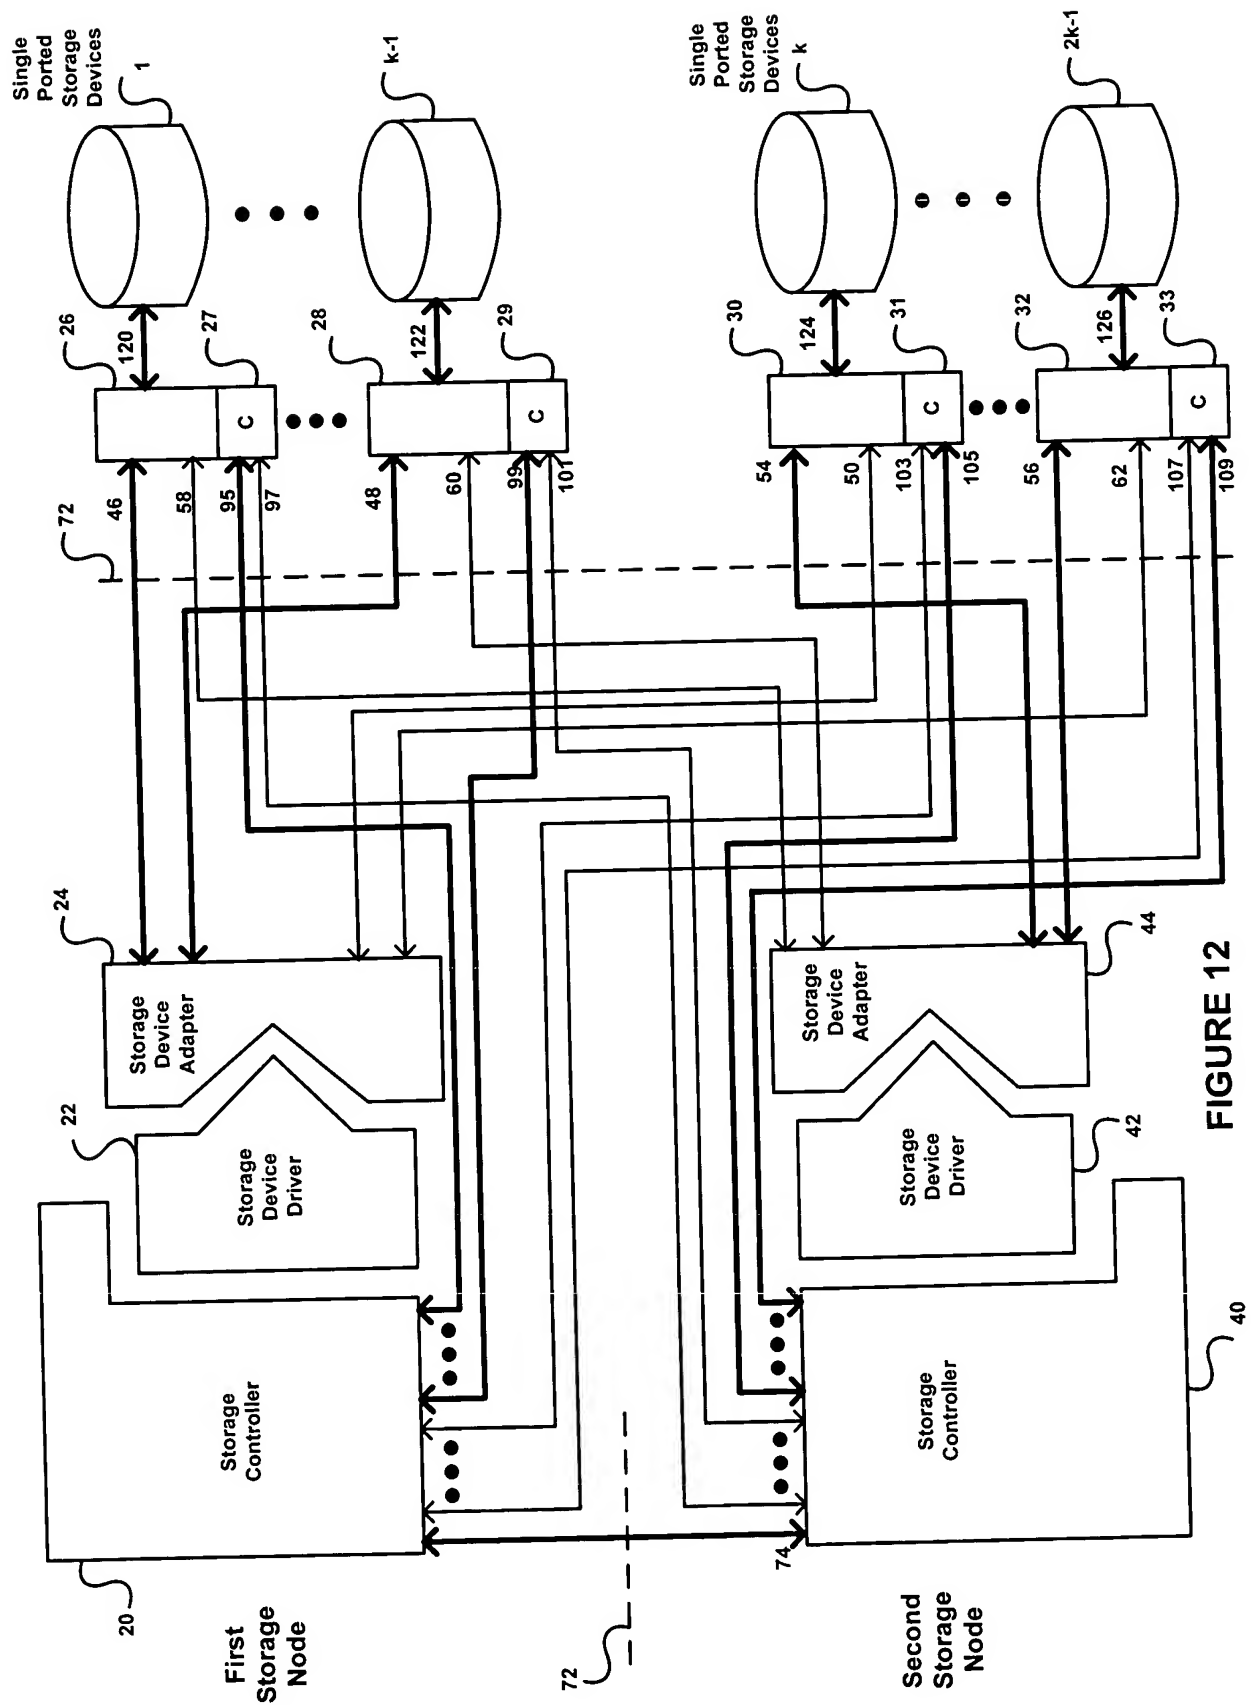 Single
Ported
Storage
Devices
1
k-1
Single
Ported
Storage
Devices
k
2k-1
26
120
27
28
122
29
30
124
31
32
126
33
C
C
C
C
72
46
58
95
97
48
60
99
101
54
50
103
105
56
62
107
109
24
Storage
Device
Adapter
44
Storage
Device
Adapter
22
Storage
Device
Driver
42
Storage
Device
Driver
Storage
Controller
20
Storage
Controller
40
74
72
First
Storage
Node
Second
Storage
Node
FIGURE 12